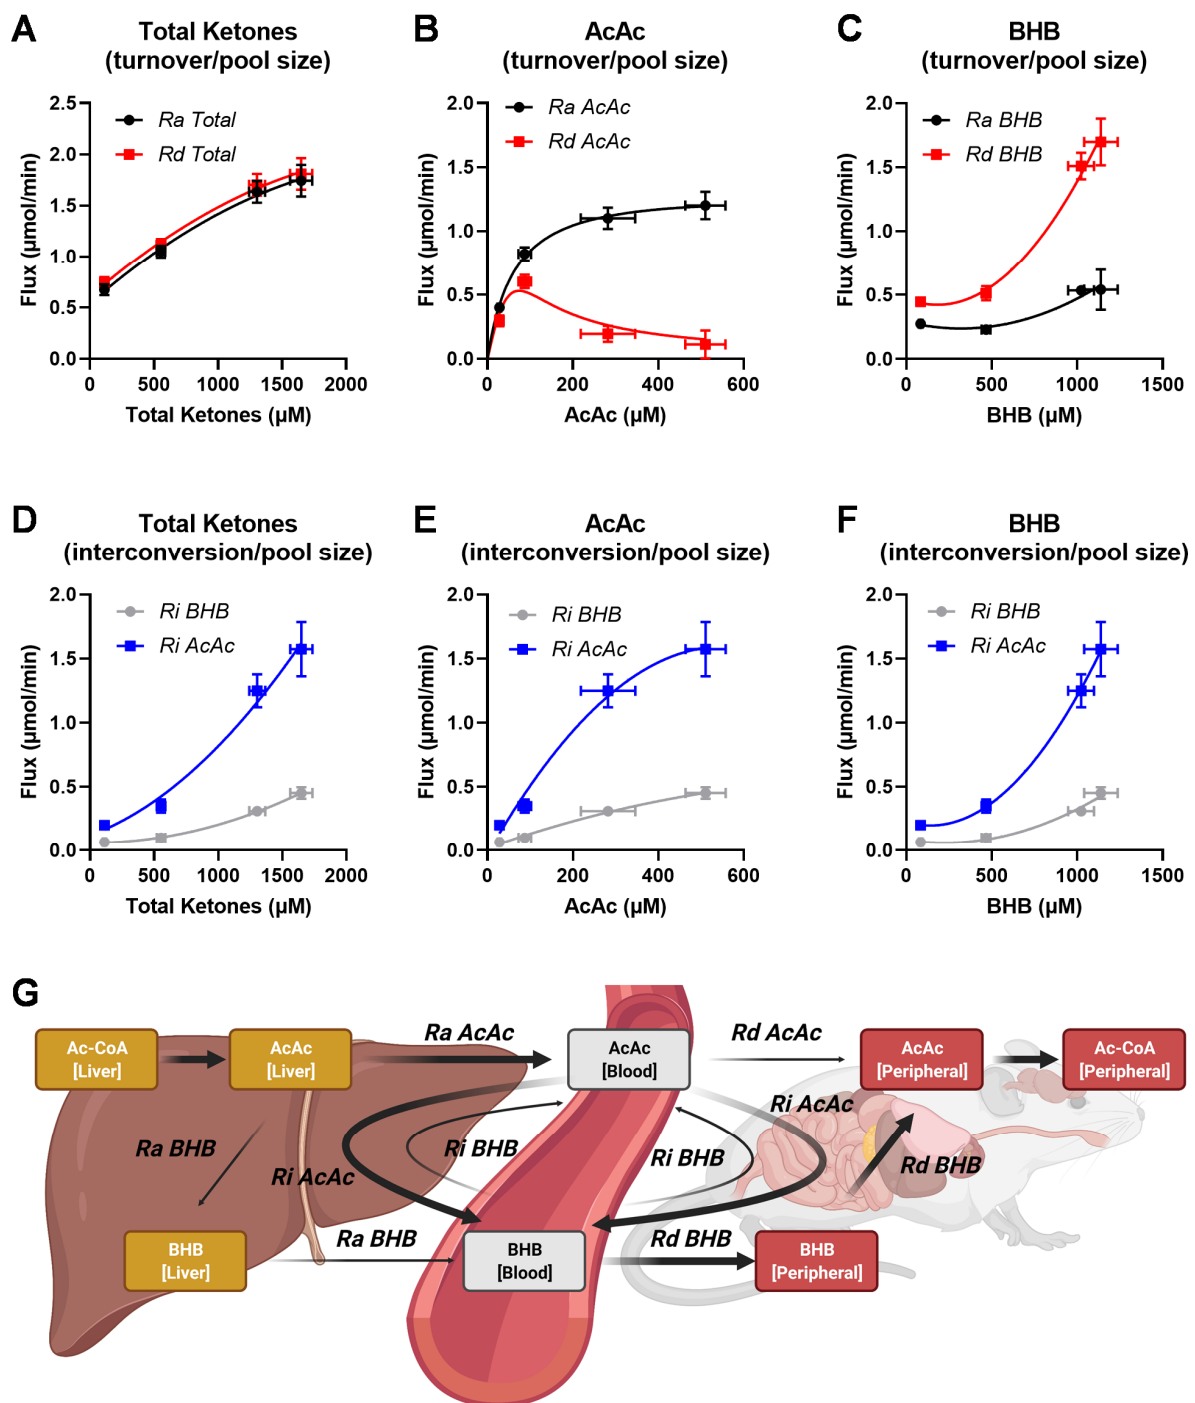 A
Total Ketones
(turnover/pool size)
Ra Total
Rd Total
2.5
2.0
1.5
1.0
0.5
0.0
Flux (µmol/min)
0 500 1000 1500 2000
Total Ketones (µM)
B
AcAc
(turnover/pool size)
Ra AcAc
Rd AcAc
2.0
1.5
1.0
0.5
0.0
Flux (µmol/min)
0 200 400 600
AcAc (µM)
C
BHB
(turnover/pool size)
Ra BHB
Rd BHB
2.0
1.5
1.0
0.5
0.0
Flux (µmol/min)
0 500 1000 1500
BHB (µM)
D
Total Ketones
(interconversion/pool size)
Ri BHB
Ri AcAc
2.0
1.5
1.0
0.5
0.0
Flux (µmol/min)
0 500 1000 1500 2000
Total Ketones (µM)
E
AcAc
(interconversion/pool size)
Ri BHB
Ri AcAc
2.0
1.5
1.0
0.5
0.0
Flux (µmol/min)
0 200 400 600
AcAc (µM)
F
BHB
(interconversion/pool size)
Ri BHB
Ri AcAc
2.0
1.5
1.0
0.5
0.0
Flux (µmol/min)
0 500 1000 1500
BHB (µM)
G
Ac-CoA
[Liver]
AcAc
[Liver]
Ra AcAc
AcAc
[Blood]
Rd AcAc
AcAc
[Peripheral]
Ac-CoA
[Peripheral]
Ra BHB
Ri AcAc
Ri BHB
Ri BHB
Ri AcAc
Rd BHB
BHB
[Liver]
Ra BHB
BHB
[Blood]
Rd BHB
BHB
[Peripheral]